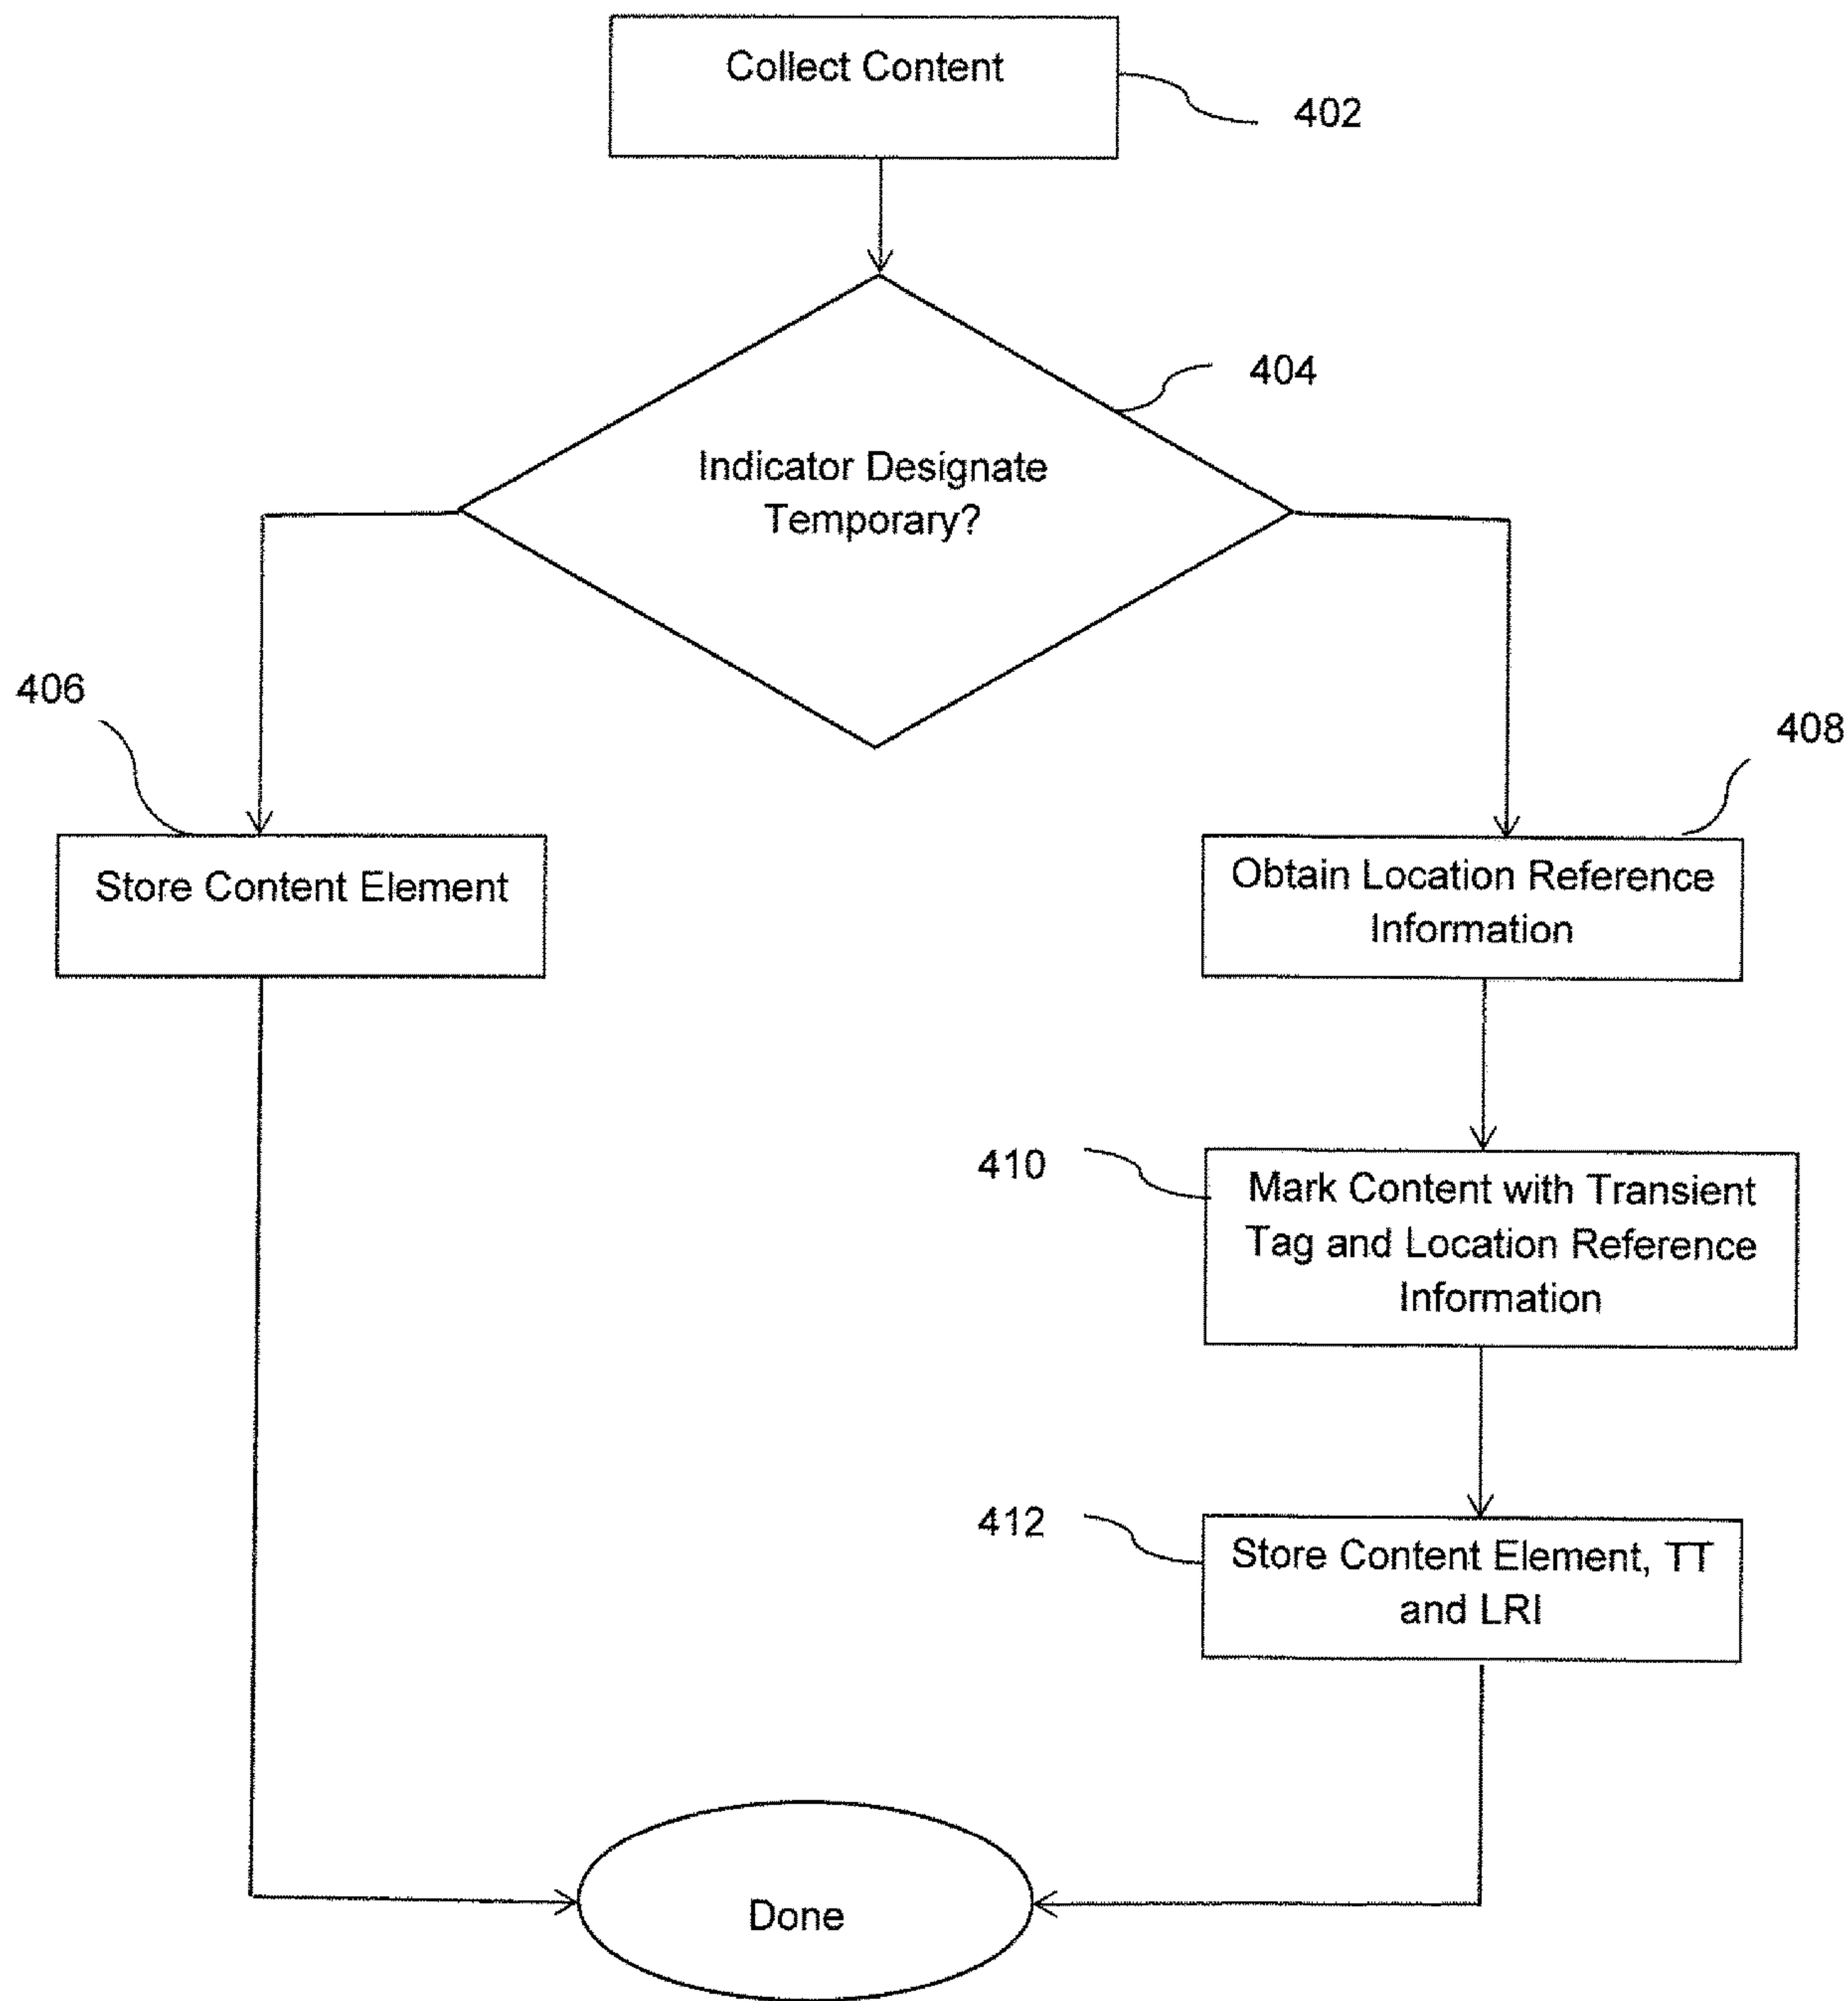 Collect Content
402
404
Indicator Designate
Temporary?
406
408
Store Content Element
Obtain Location Reference
Information
410
Mark Content with Transient
Tag and Location Reference
Information
412
Store Content Element, TT
and LRI
Done